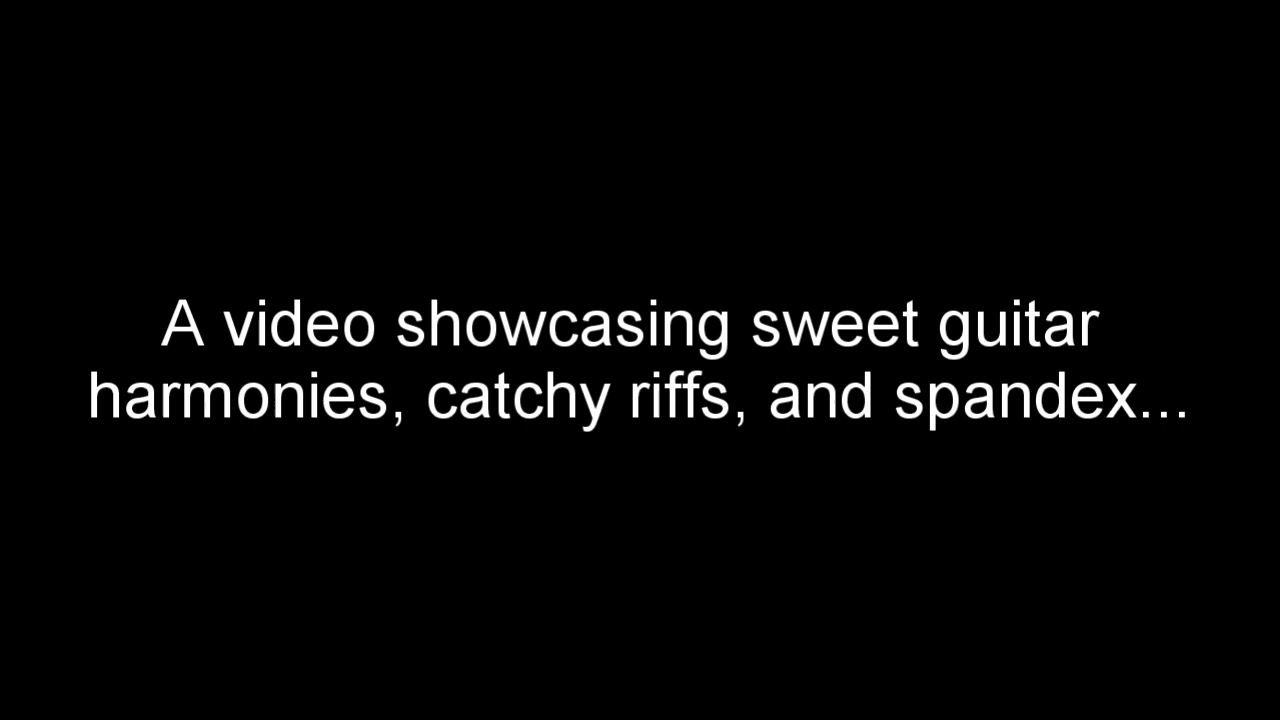 A video showcasing sweet guitar
harmonies, catchy riffs, and spandex...